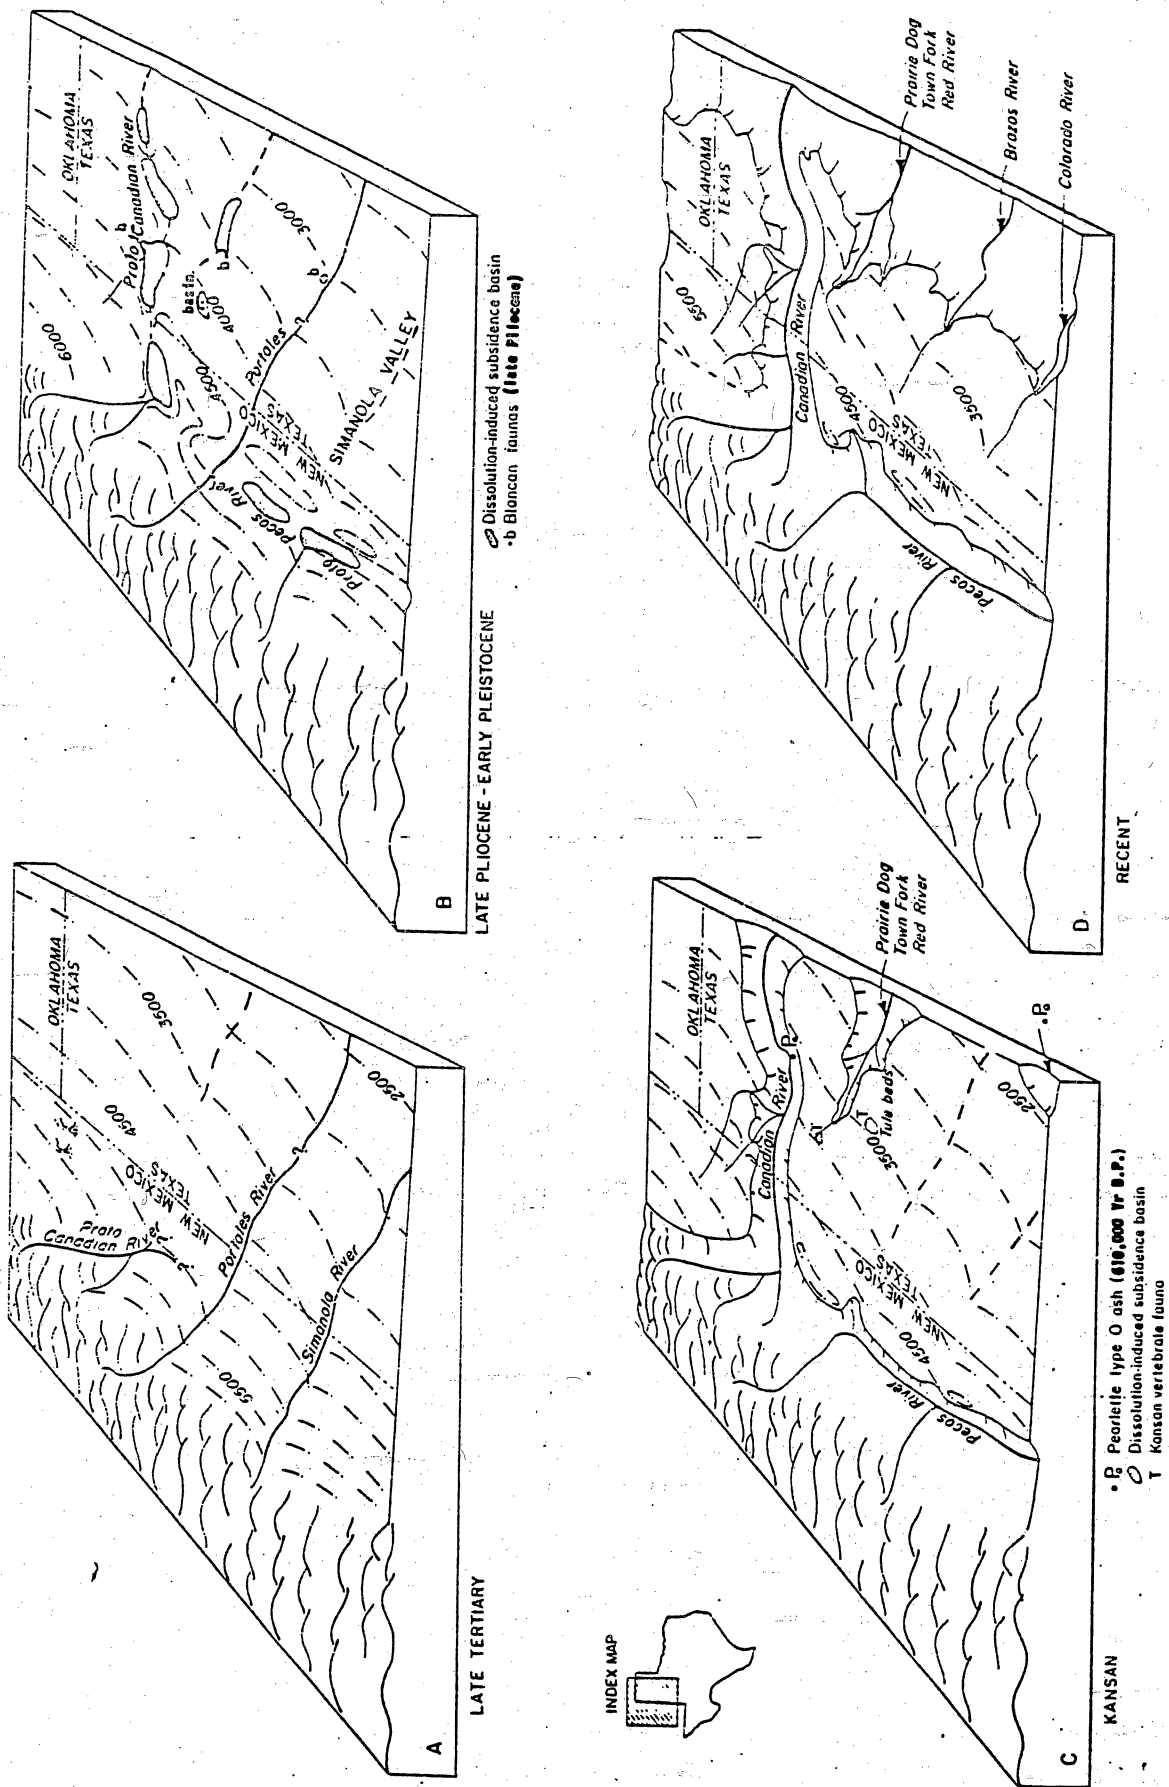 OKLAHOMA
TEXAS
3500
4500
NEW MEXICO
TEXAS
Proto
Canadian River
?
Portales River
?
Simanola River
5500
2500
A
LATE TERTIARY
OKLAHOMA
TEXAS
6000
Proto Canadian River
b
basin
4000
b
3000
b
4500
Portales
?
NEW MEXICO
TEXAS
SIMANOLA VALLEY
Proto-
Pecos
River
B
LATE PLIOCENE - EARLY PLEISTOCENE
Dissolution-induced subsidence basin
•b Blancan faunas (late Pliocene)
INDEX MAP
OKLAHOMA
TEXAS
Canadian River
•Po
Prairie Dog
Town Fork
Red River
T
T
Tule beds
3500
NEW MEXICO
TEXAS
4500
Pecos River
2500
•Po
C
KANSAN
•Po Pearlette type O ash (610,000 Yr B.P.)
Dissolution-induced subsidence basin
T Kansan vertebrate fauna
OKLAHOMA
TEXAS
5500
Canadian River
Prairie Dog
Town Fork
Red River
Brazos River
Colorado River
4500
NEW MEXICO
TEXAS
3500
Pecos River
D
RECENT